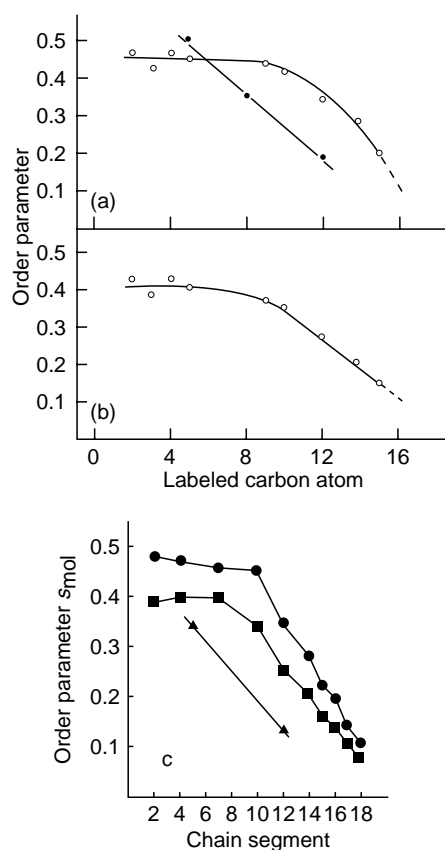 0.5
0.4
0.3
0.2
0.1
(a)
Order parameter
0.5
0.4
0.3
0.2
0.1
(b)
0 4 8 12 16
Labeled carbon atom
0.5
0.4
0.3
0.2
0.1
Order parameter smol
c
2 4 6 8 10 12 14 16 18
Chain segment